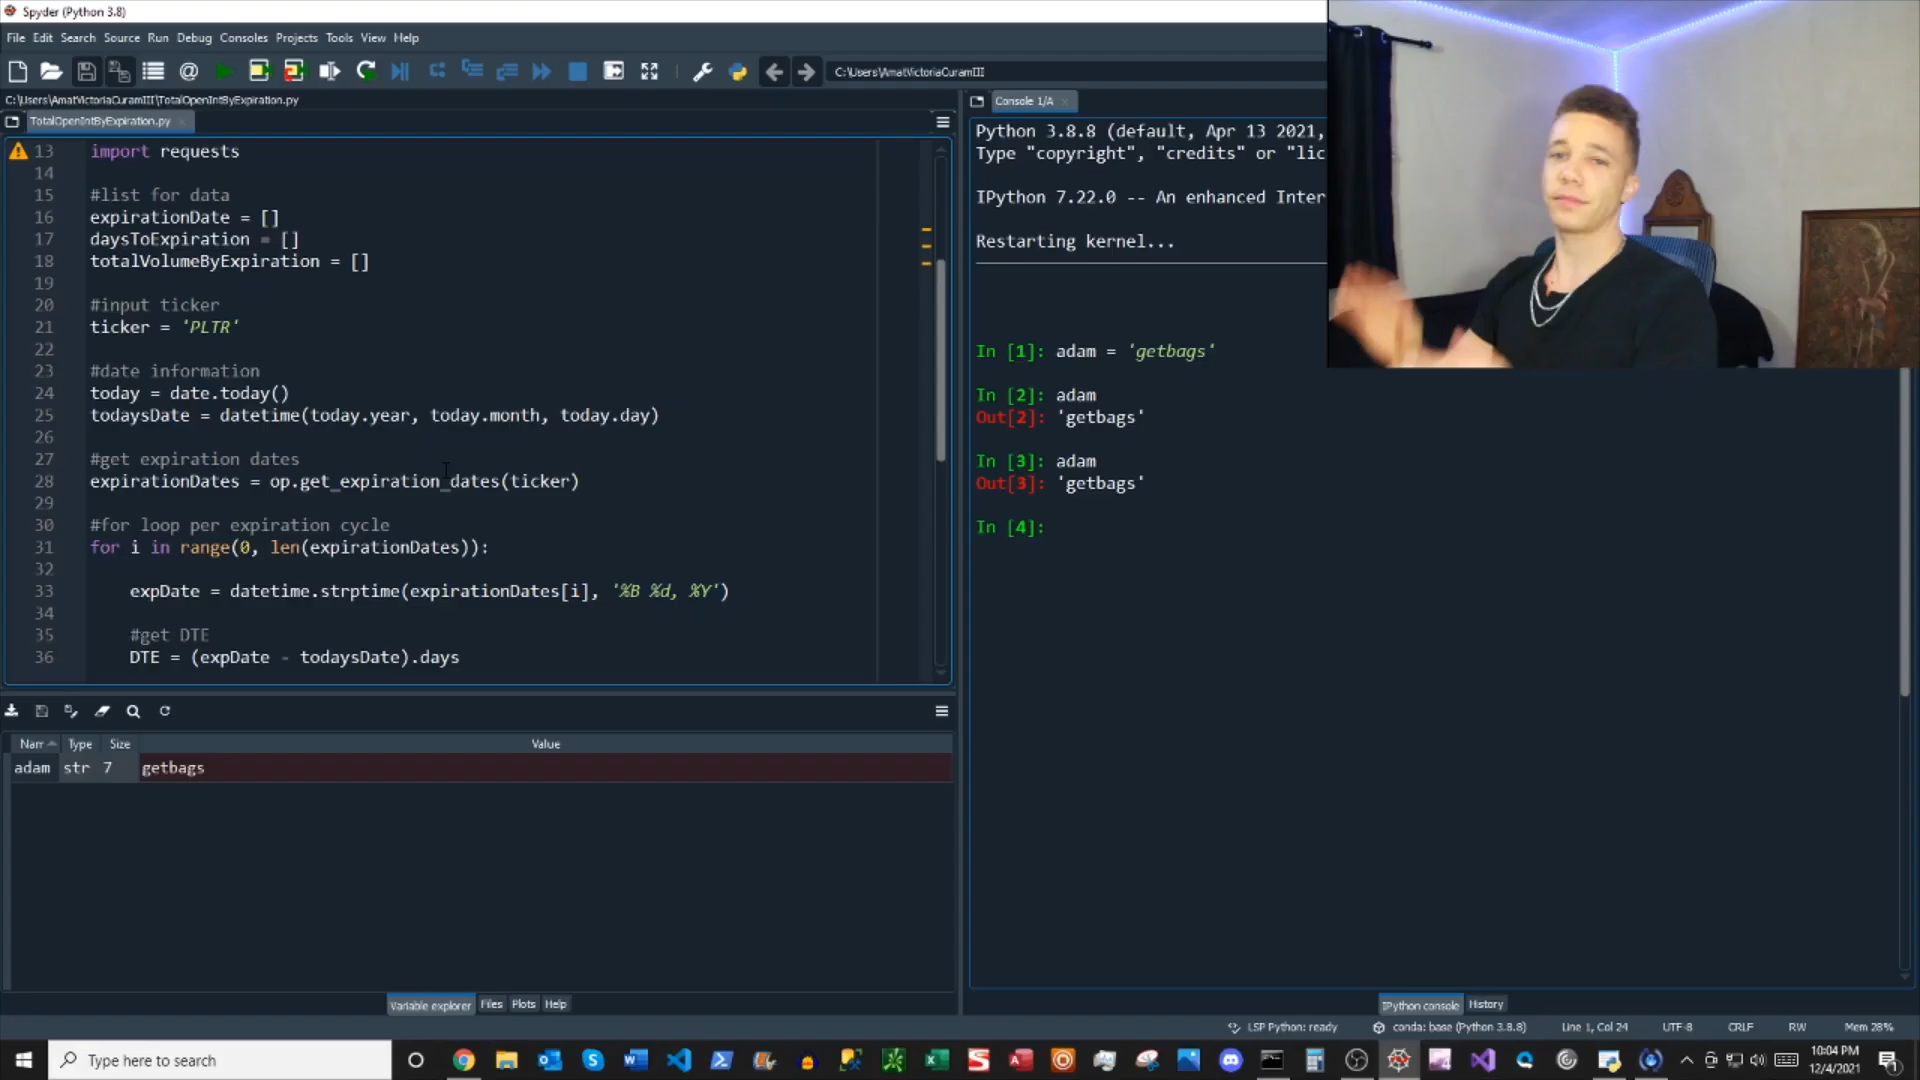 Spyder (Python 3.8)
File Edit Search Source Run Debug Consoles Projects Tools View Help
C:\Users\AmatVictoriaCuramIII
C:\Users\AmatVictoriaCuramIII\TotalOpenIntByExpiration.py
TotalOpenIntByExpiration.py
13 import requests
14
15 #list for data
16 expirationDate = []
17 daysToExpiration = []
18 totalVolumeByExpiration = []
19
20 #input ticker
21 ticker = 'PLTR'
22
23 #date information
24 today = date.today()
25 todaysDate = datetime(today.year, today.month, today.day)
26
27 #get expiration dates
28 expirationDates = op.get_expiration_dates(ticker)
29
30 #for loop per expiration cycle
31 for i in range(0, len(expirationDates)):
32
33 expDate = datetime.strptime(expirationDates[i], '%B %d, %Y')
34
35 #get DTE
36 DTE = (expDate - todaysDate).days
Nam Type Size Value
adam str 7 getbags
Variable explorer Files Plots Help
Console 1/A
Python 3.8.8 (default, Apr 13 2021,
Type "copyright", "credits" or "lic
IPython 7.22.0 -- An enhanced Inter
Restarting kernel...
In [1]: adam = 'getbags'
In [2]: adam
Out[2]: 'getbags'
In [3]: adam
Out[3]: 'getbags'
In [4]:
IPython console History
LSP Python: ready conda: base (Python 3.8.8) Line 1, Col 24 UTF-8 CRLF RW Mem 28%
Type here to search
10:04 PM
12/4/2021